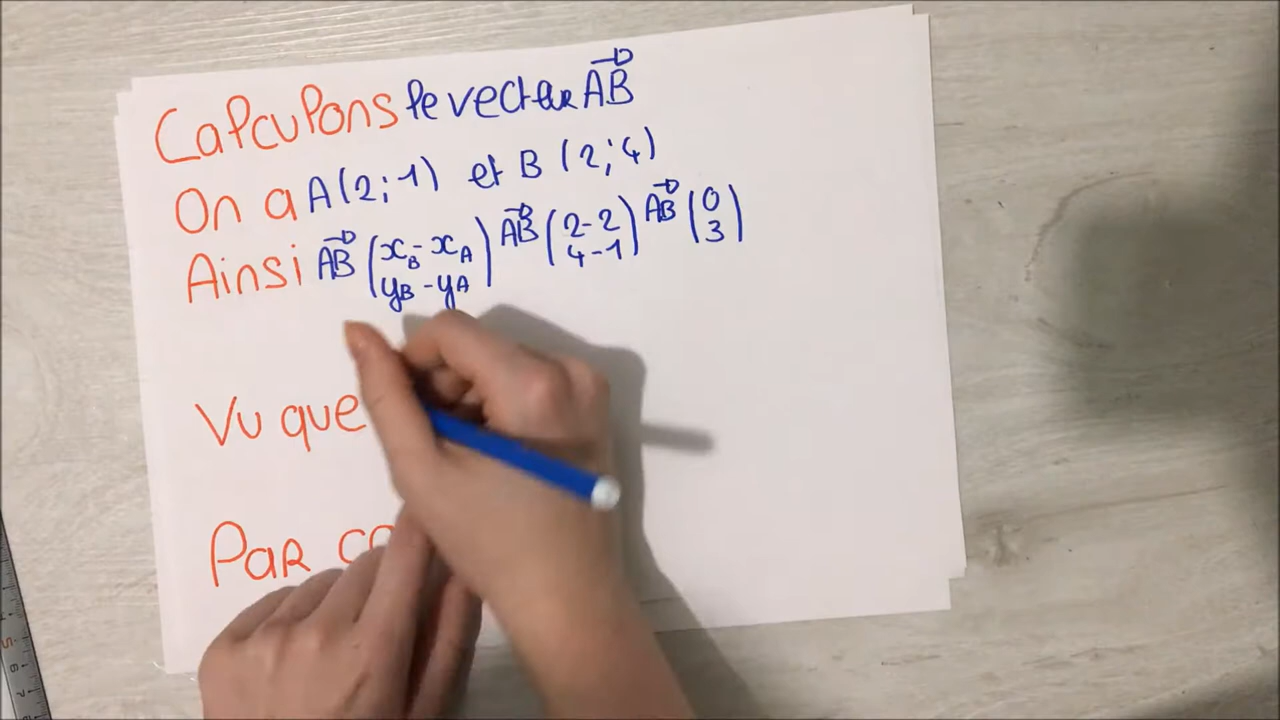 Calculons le vecteur AB
On a A(2;-1) et B (2;4)
Ainsi AB (xB - xA yB - yA) AB (2-2 4-1) AB (0 3)
Vu que
Par co